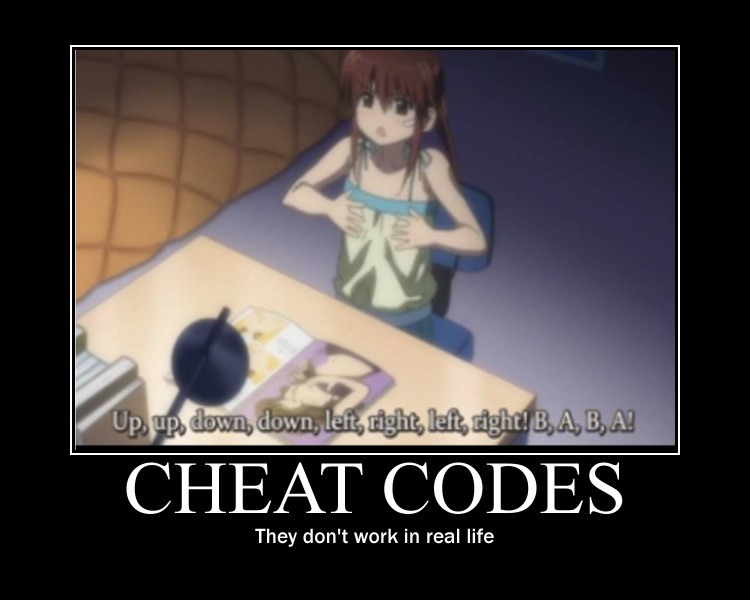 Up, up, down, down, left, right, left, right! B, A, B, A!
CHEAT CODES
They don't work in real life